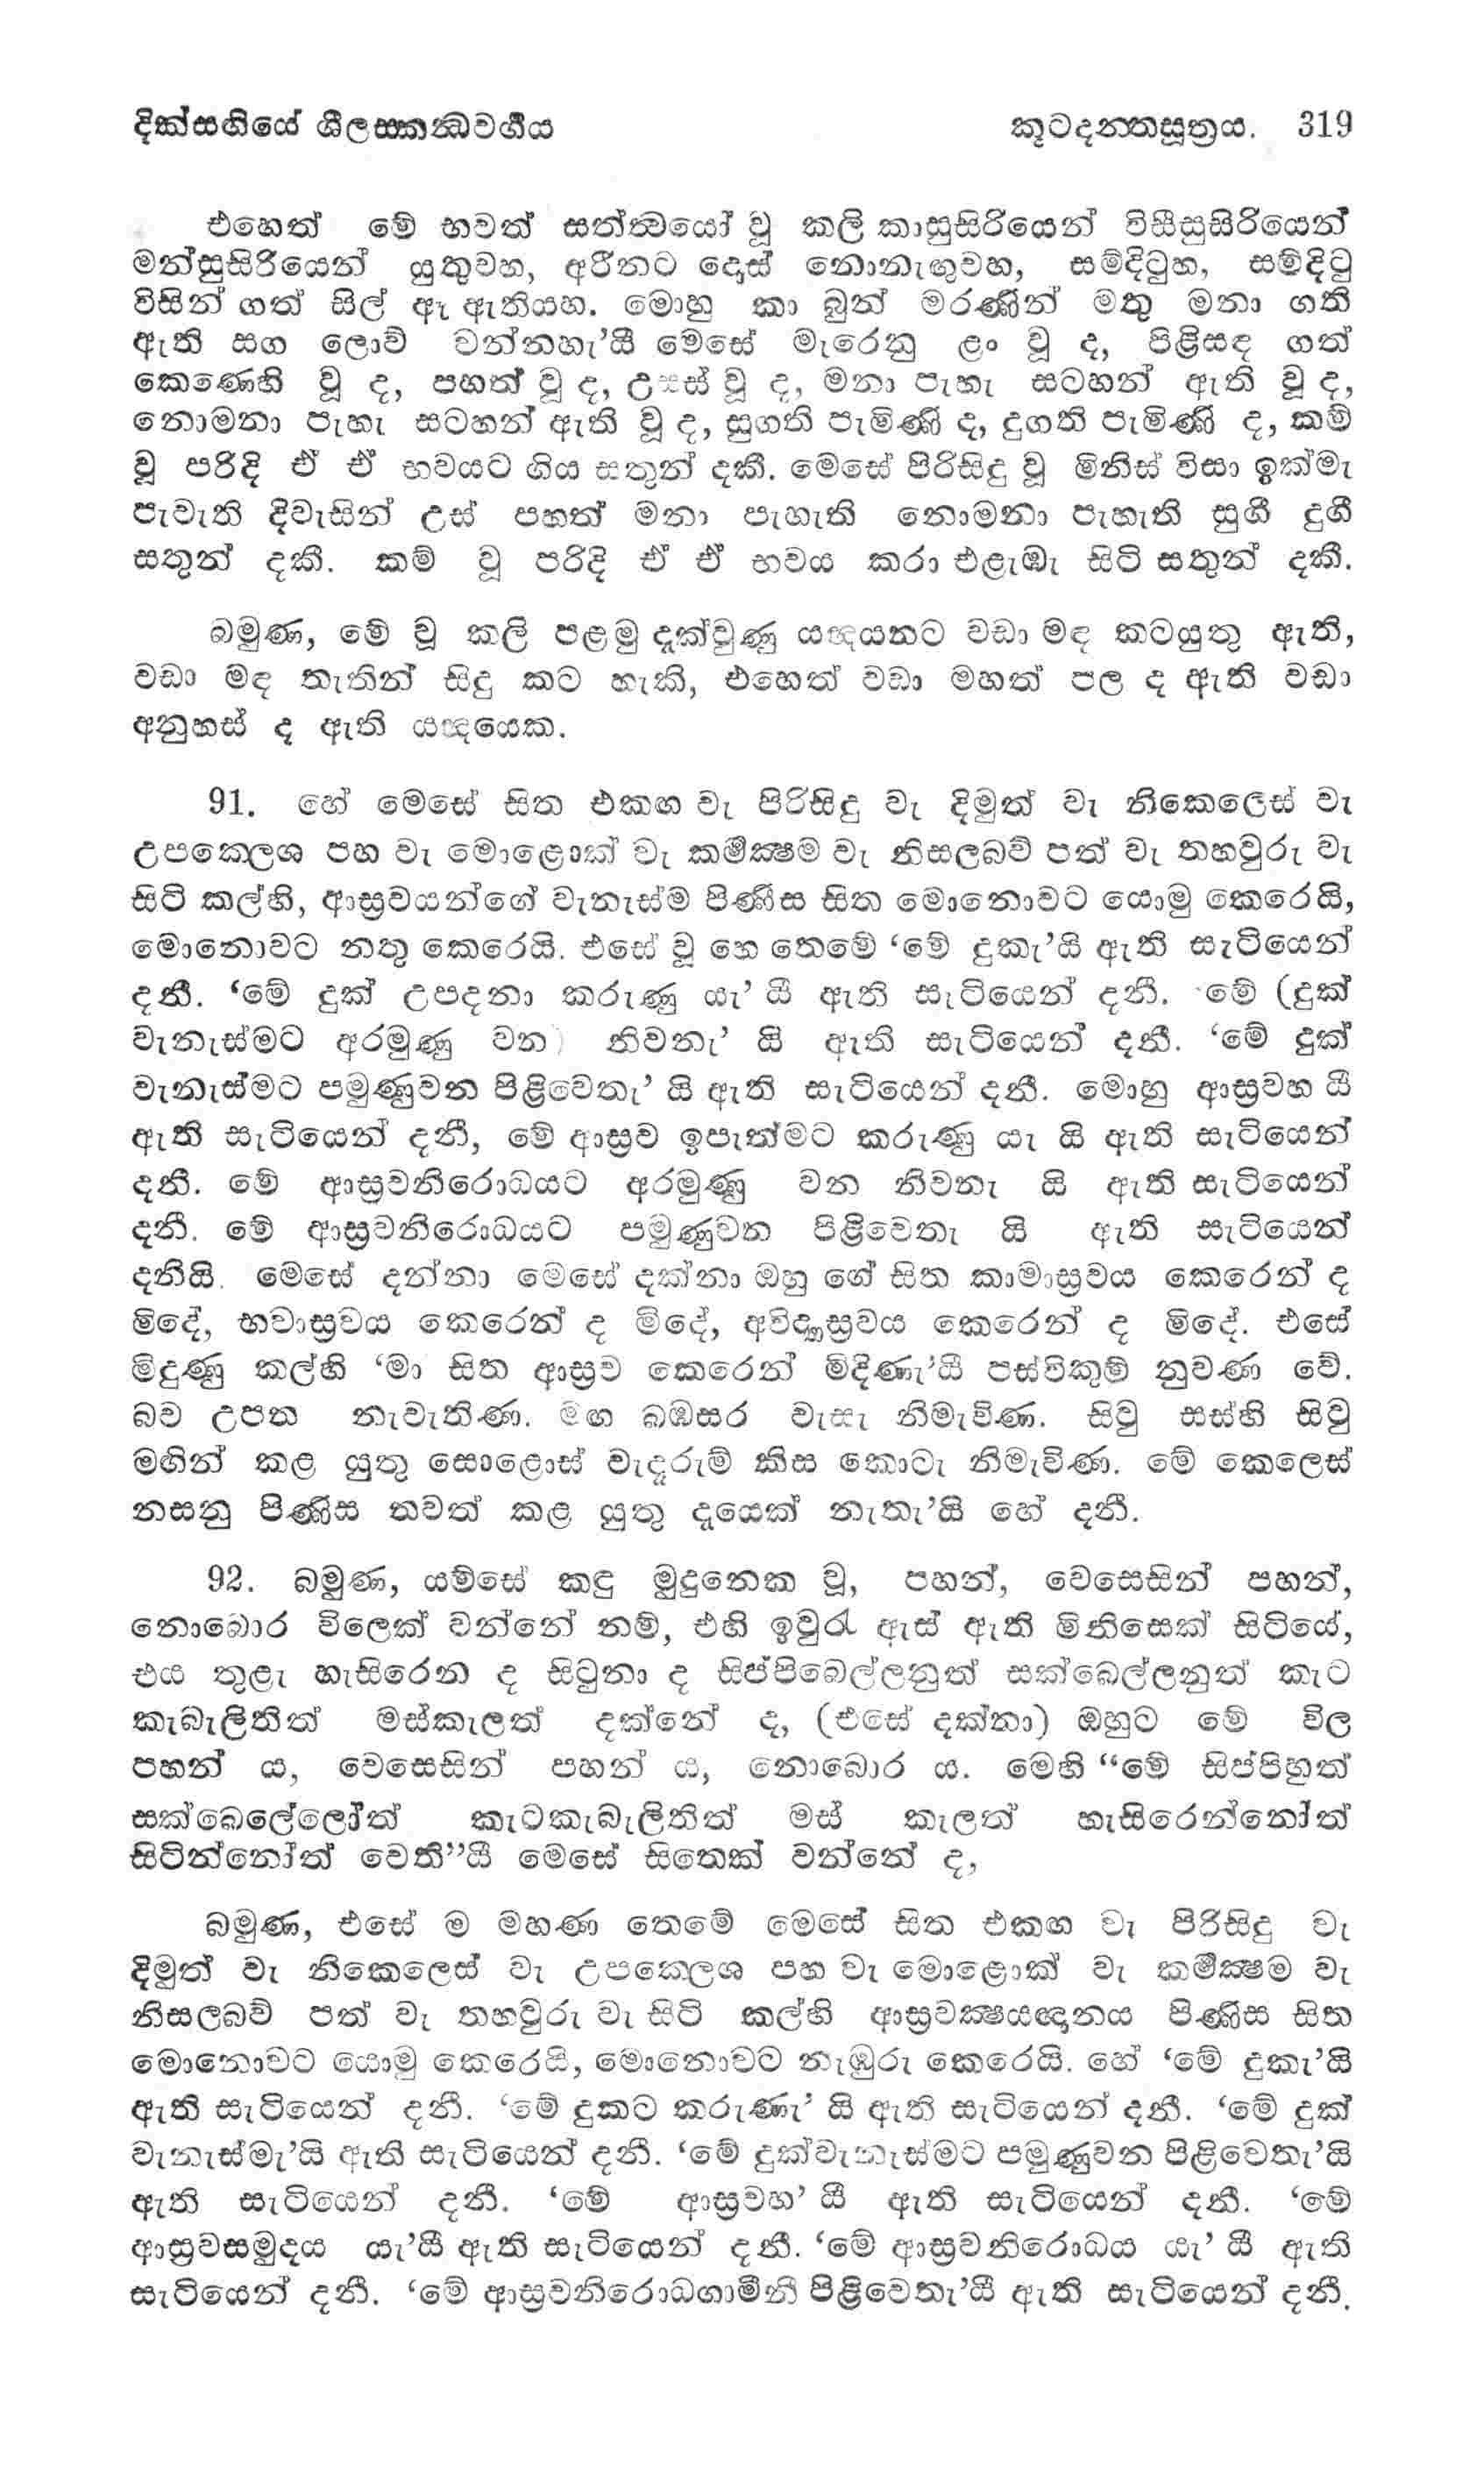 දික්සඟියේ ශීලස්කන්ධවර්ගය කූටදන්තසූත්‍රය. 319
එහෙත් මේ භවත් සත්ත්වයෝ වූ කලි කාසුසිරියෙන් විසීසුසිරියෙන්
මන්සුසිරියෙන් යුතුවහ, අරීනට දොස් නොනැඟුවහ, සම්දිටුහ, සම්දිටු
විසින් ගත් සිල් ඈ ඇතියහ. මොහු කා බුන් මරණින් මතු මනා ගති
ඇති සග ලොව් වන්නහැ’යී මෙසේ මැරෙනු ළං වූ ද, පිළිසඳ ගත්
කෙණෙහි වූ ද, පහත් වූ ද, උසස් වූ ද, මනා පැහැ සටහන් ඇති වූ ද,
නොමනා පැහැ සටහන් ඇති වූ ද, සුගති පැමිණි ද, දුගති පැමිණි ද, කම්
වූ පරිදි ඒ ඒ භවයට ගිය සතුන් දකී. මෙසේ පිරිසිදු වූ මිනිස් විසා ඉක්මැ
පැවැති දිවැසින් උස් පහත් මනා පැහැති නොමනා පැහැති සුගී දුගී
සතුන් දකී. කම් වූ පරිදි ඒ ඒ භවය කරා එළැඹැ සිටි සතුන් දකී.
බමුණ, මේ වූ කලි පළමු දැක්වුණු යඥයනට වඩා මඳ කටයුතු ඇති,
වඩා මඳ තැතින් සිදු කට හැකි, එහෙත් වඩා මහත් පල ද ඇති වඩා
අනුහස් ද ඇති යඥයෙක.
91. හේ මෙසේ සිත එකඟ වැ පිරිසිදු වැ දිමුත් වැ නිකෙලෙස් වැ
උපක්ලෙශ පහ වැ මොළොක් වැ කර්මක්ෂම වැ නිසලබව් පත් වැ තහවුරු වැ
සිටි කල්හි, ආස්‍රවයන්ගේ වැනැස්ම පිණිස සිත මොනොවට යොමු කෙරෙයි,
මොනොවට නතු කෙරෙයි. එසේ වූ හෙ තෙමේ ‘මේ දුකැ’යි ඇති සැටියෙන්
දනී. ‘මේ දුක් උපදනා කරුණු යැ’ යී ඇති සැටියෙන් දනී. ‘මේ (දුක්
වැනැස්මට අරමුණු වන) නිවනැ’ යි ඇති සැටියෙන් දනී. ‘මේ දුක්
වැනැස්මට පමුණුවන පිළිවෙතැ’ යි ඇති සැටියෙන් දනී. මොහු ආස්‍රවහ යී
ඇති සැටියෙන් දනී, මේ ආස්‍රව ඉපැත්මට කරුණු යැ යි ඇති සැටියෙන්
දනී. මේ ආස්‍රවනිරොධයට අරමුණු වන නිවනැ යි ඇති සැටියෙන්
දනී. මේ ආස්‍රවනිරොධයට පමුණුවන පිළිවෙතැ යි ඇති සැටියෙන්
දනියි. මෙසේ දන්නා මෙසේ දක්නා ඔහු ගේ සිත කාමාස්‍රවය කෙරෙන් ද
මිදේ, භවාස්‍රවය කෙරෙන් ද මිදේ, අවිද්‍යාස්‍රවය කෙරෙන් ද මිදේ. එසේ
මිදුණු කල්හි ‘මා සිත ආස්‍රව කෙරෙන් මිදිණැ’යී පස්විකුම් නුවණ වේ.
බව උපත නැවැතිණ. මඟ බඹසර වැසැ නිමැවිණ. සිවු සස්හි සිවු
මඟින් කළ යුතු සොළොස් වැදෑරුම් කිස කොටැ නිමැවිණ. මේ කෙලෙස්
නසනු පිණිස තවත් කළ යුතු දැයෙක් නැතැ’යි හේ දනී.
92. බමුණ, යම්සේ කඳු මුදුනෙක වූ, පහන්, වෙසෙසින් පහන්,
නොබොර විලෙක් වන්නේ නම්, එහි ඉවුරැ ඇස් ඇති මිනිසෙක් සිටියේ,
එය තුළැ හැසිරෙන ද සිටුනා ද සිප්පිබෙල්ලනුත් සක්බෙල්ලනුත් කැට
කැබැලිතිත් මස්කැලත් දක්නේ ද, (එසේ දක්නා) ඔහුට මේ විල
පහන් ය, වෙසෙසින් පහන් ය, නොබොර ය. මෙහි “මේ සිප්පිහුත්
සක්බෙලේලෝත් කැටකැබැලිතිත් මස් කැලත් හැසිරෙන්නෝත්
සිටින්නෝත් වෙති”යී මෙසේ සිතෙක් වන්නේ ද,
බමුණ, එසේ ම මහණ තෙමේ මෙසේ සිත එකඟ වැ පිරිසිදු වැ
දිමුත් වැ නිකෙලෙස් වැ උපක්ලෙශ පහ වැ මොළොක් වැ කර්මක්ෂම වැ
නිසලබව් පත් වැ තහවුරු වැ සිටි කල්හි ආස්‍රවක්ෂයඥානය පිණිස සිත
මොනොවට යොමු කෙරෙයි, මොනොවට නැඹුරු කෙරෙයි. හේ ‘මේ දුකැ’යි
ඇති සැටියෙන් දනී. ‘මේ දුකට කරුණැ’ යි ඇති සැටියෙන් දනී. ‘මේ දුක්
වැනැස්මැ’යි ඇති සැටියෙන් දනී. ‘මේ දුක්වැනැස්මට පමුණුවන පිළිවෙතැ’යි
ඇති සැටියෙන් දනී. ‘මේ ආස්‍රවහ’ යී ඇති සැටියෙන් දනී. ‘මේ
ආස්‍රවසමුදය යැ’යී ඇති සැටියෙන් දනී. ‘මේ ආස්‍රවනිරොධය යැ’ යී ඇති
සැටියෙන් දනී. ‘මේ ආස්‍රවනිරොධගාමිනී පිළිවෙතැ’යී ඇති සැටියෙන් දනී.